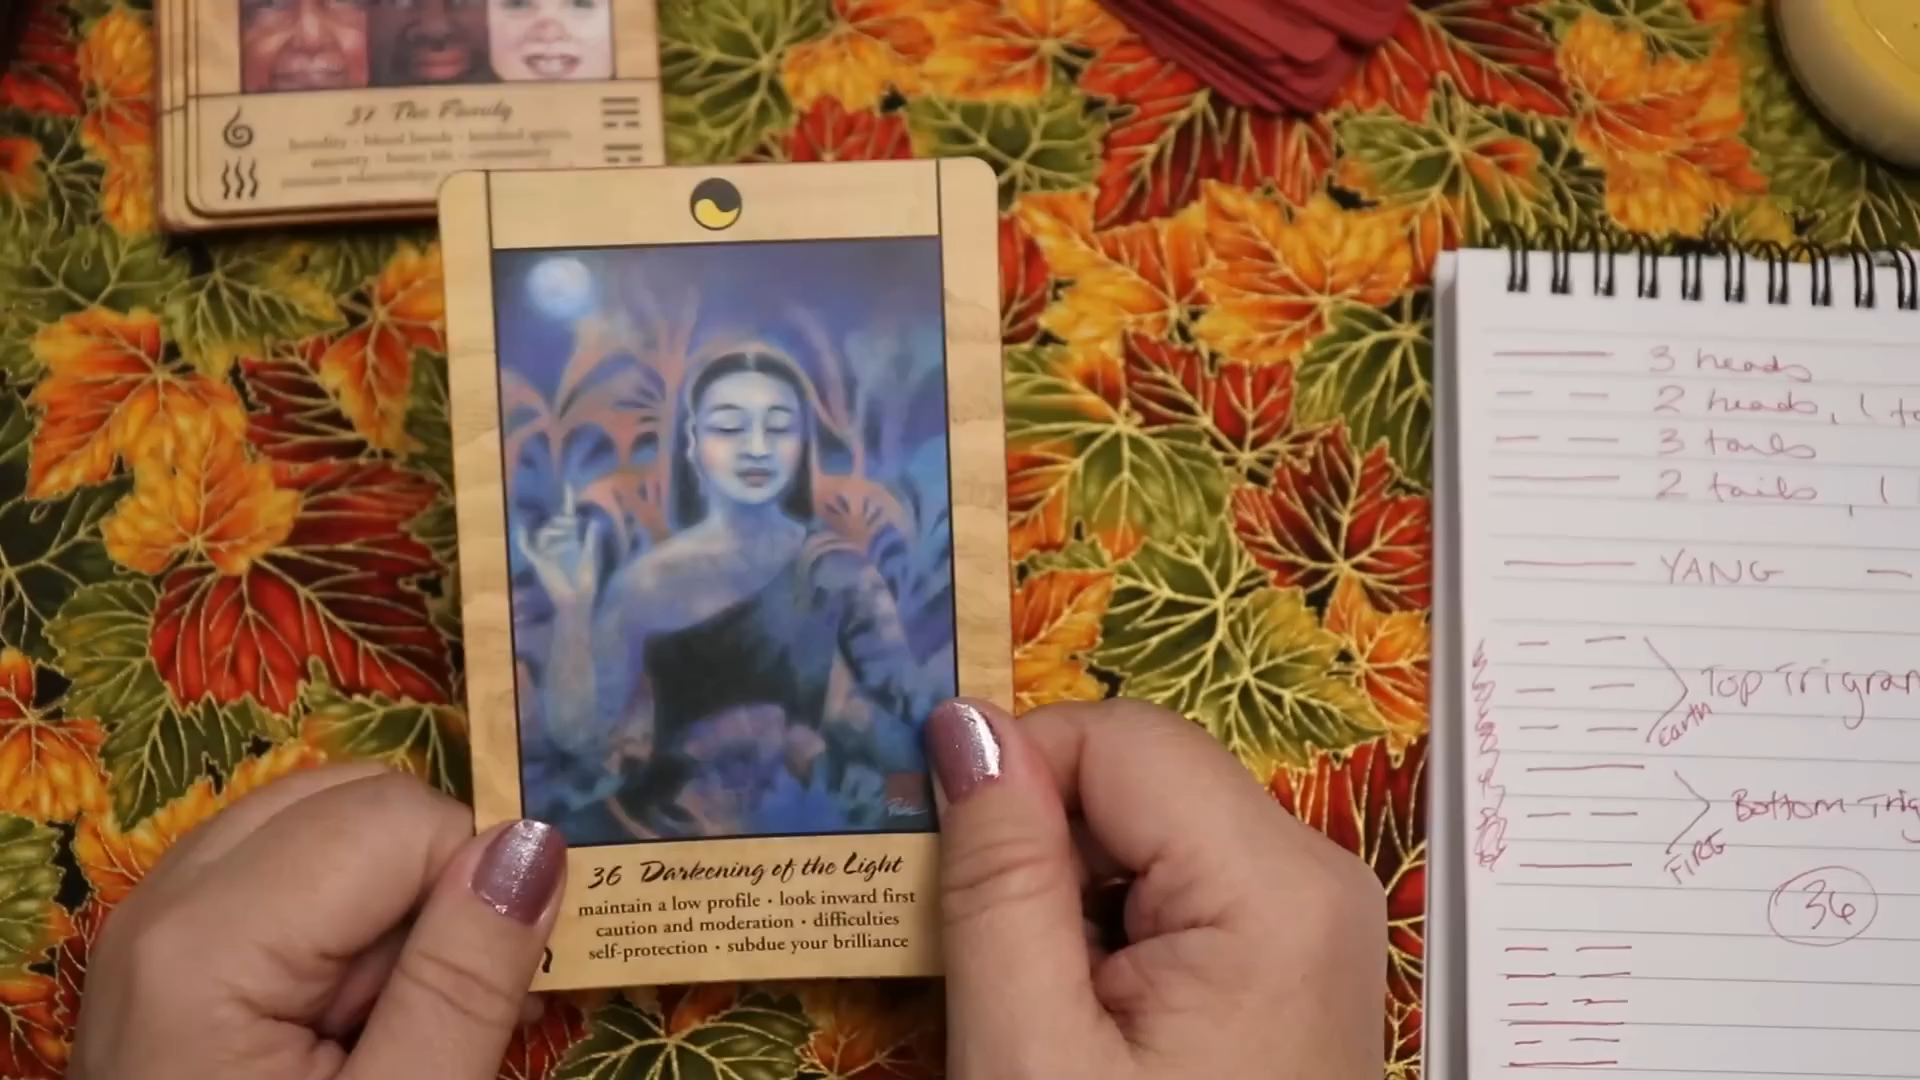 37 The Family
36 Darkening of the Light
maintain a low profile · look inward first
caution and moderation · difficulties
self-protection · subdue your brilliance
3 heads
2 heads, 1
3 tails
2 tails, 1
YANG
Top Trigram
Earth
Bottom Trig
FIRE
36